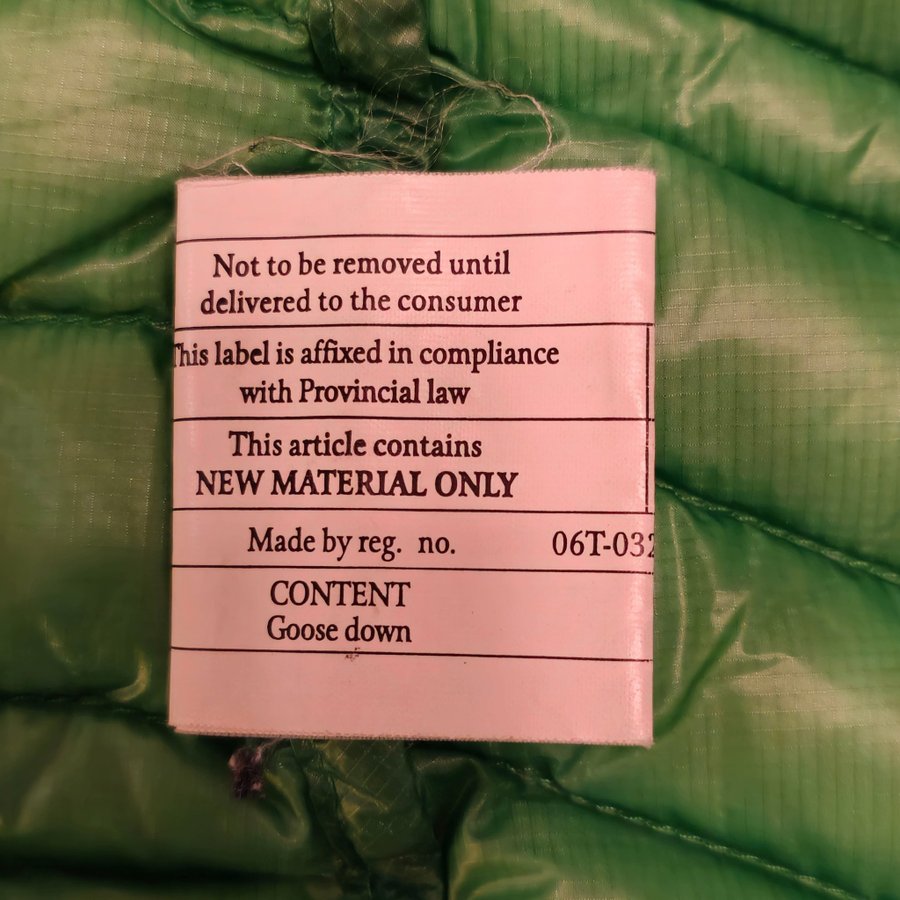 Not to be removed until
delivered to the consumer
This label is affixed in compliance
with Provincial law
This article contains
NEW MATERIAL ONLY
Made by reg. no. 06T-032
CONTENT
Goose down